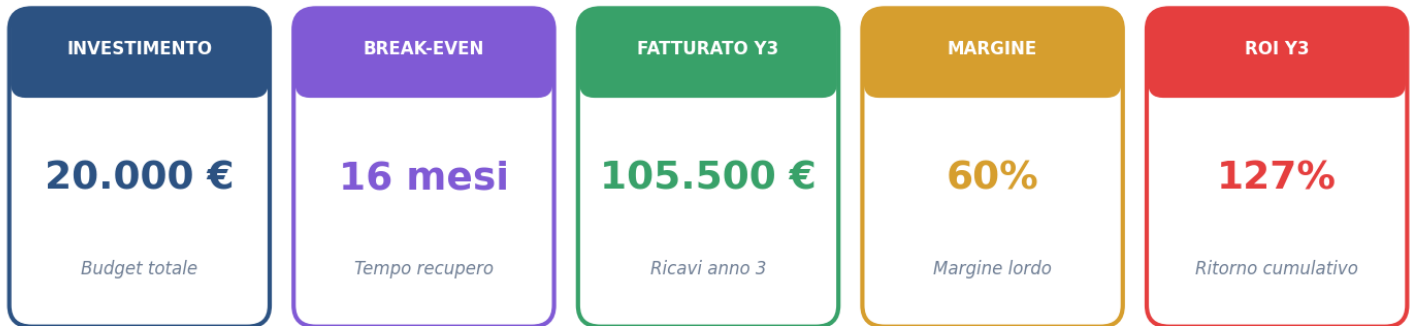 INVESTIMENTO
20.000 €
Budget totale
BREAK-EVEN
16 mesi
Tempo recupero
FATTURATO Y3
105.500 €
Ricavi anno 3
MARGINE
60%
Margine lordo
ROI Y3
127%
Ritorno cumulativo